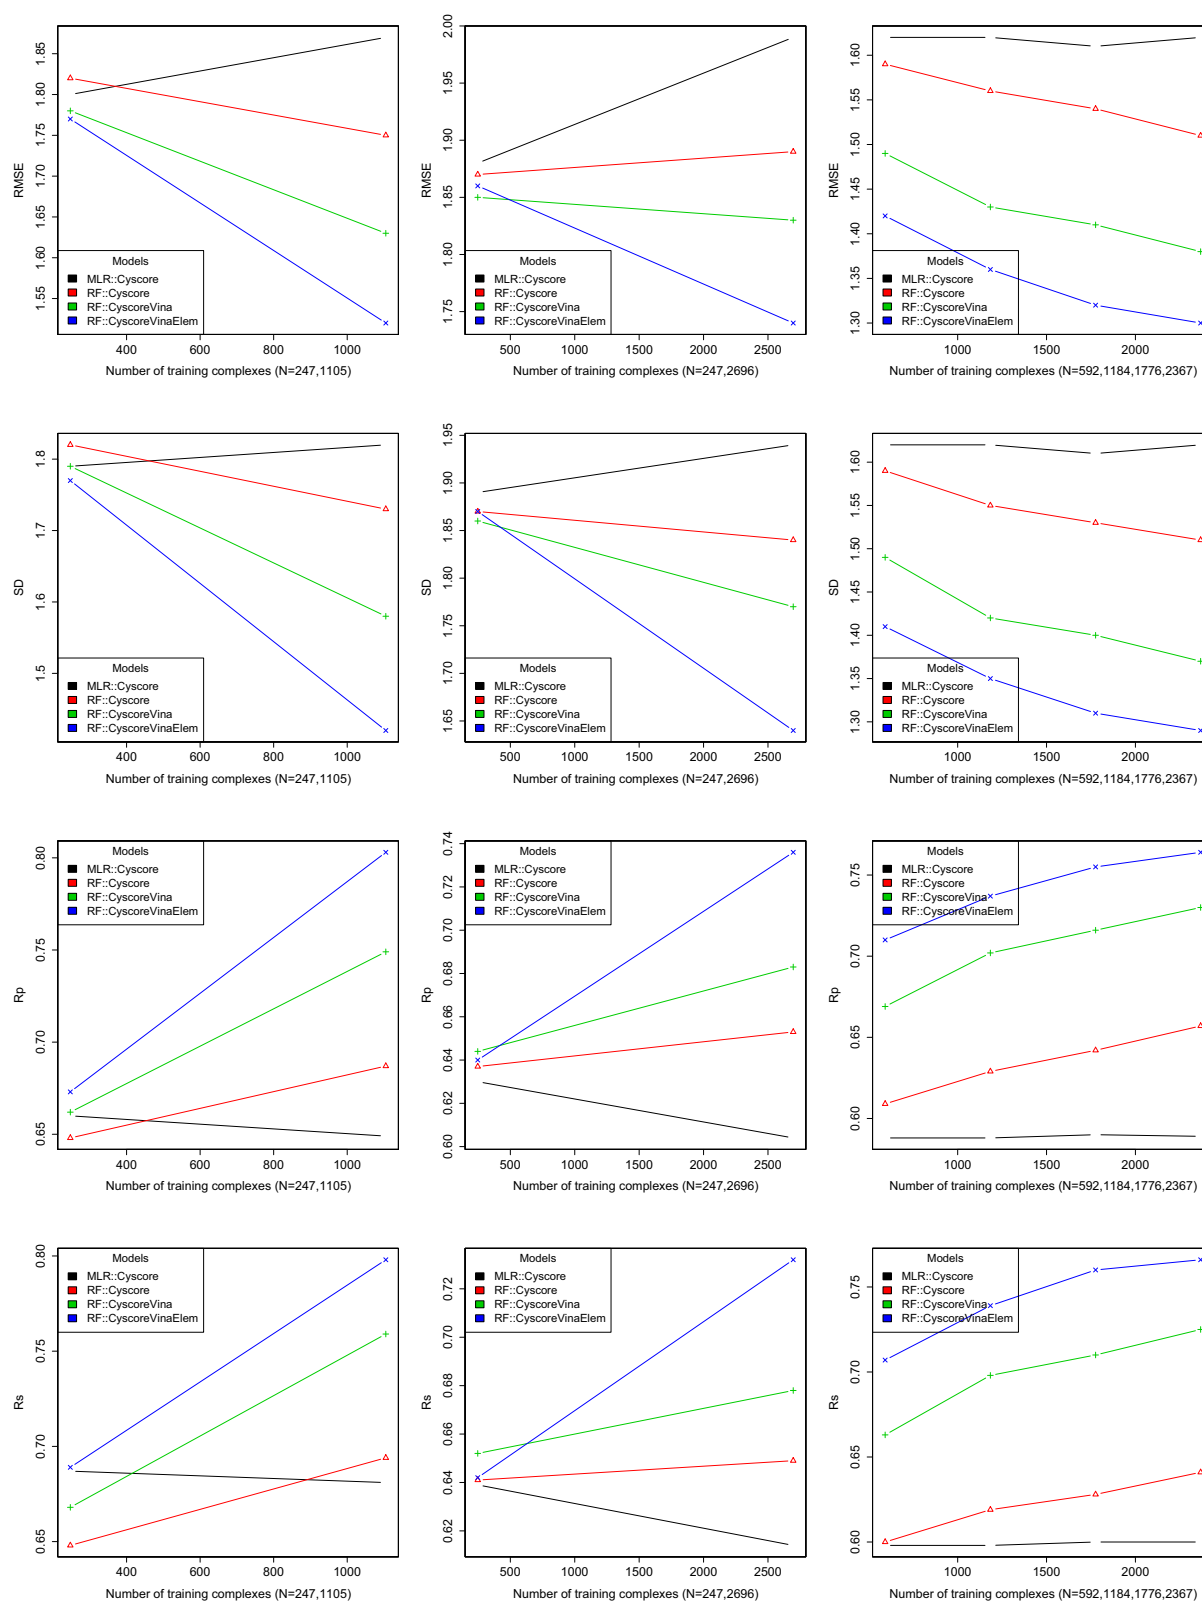 1.55 1.60 1.65 1.70 1.75 1.80 1.85
RMSE
Models
MLR::Cyscore
RF::Cyscore
RF::CyscoreVina
RF::CyscoreVinaElem
400 600 800 1000
Number of training complexes (N=247,1105)
1.75 1.80 1.85 1.90 1.95 2.00
RMSE
Models
MLR::Cyscore
RF::Cyscore
RF::CyscoreVina
RF::CyscoreVinaElem
500 1000 1500 2000 2500
Number of training complexes (N=247,2696)
1.30 1.35 1.40 1.45 1.50 1.55 1.60
RMSE
Models
MLR::Cyscore
RF::Cyscore
RF::CyscoreVina
RF::CyscoreVinaElem
1000 1500 2000
Number of training complexes (N=592,1184,1776,2367)
1.5 1.6 1.7 1.8
SD
Models
MLR::Cyscore
RF::Cyscore
RF::CyscoreVina
RF::CyscoreVinaElem
400 600 800 1000
Number of training complexes (N=247,1105)
1.65 1.70 1.75 1.80 1.85 1.90 1.95
SD
Models
MLR::Cyscore
RF::Cyscore
RF::CyscoreVina
RF::CyscoreVinaElem
500 1000 1500 2000 2500
Number of training complexes (N=247,2696)
1.30 1.35 1.40 1.45 1.50 1.55 1.60
SD
Models
MLR::Cyscore
RF::Cyscore
RF::CyscoreVina
RF::CyscoreVinaElem
1000 1500 2000
Number of training complexes (N=592,1184,1776,2367)
0.65 0.70 0.75 0.80
Rp
Models
MLR::Cyscore
RF::Cyscore
RF::CyscoreVina
RF::CyscoreVinaElem
400 600 800 1000
Number of training complexes (N=247,1105)
0.60 0.62 0.64 0.66 0.68 0.70 0.72 0.74
Rp
Models
MLR::Cyscore
RF::Cyscore
RF::CyscoreVina
RF::CyscoreVinaElem
500 1000 1500 2000 2500
Number of training complexes (N=247,2696)
0.60 0.65 0.70 0.75
Rp
Models
MLR::Cyscore
RF::Cyscore
RF::CyscoreVina
RF::CyscoreVinaElem
1000 1500 2000
Number of training complexes (N=592,1184,1776,2367)
0.65 0.70 0.75 0.80
Rs
Models
MLR::Cyscore
RF::Cyscore
RF::CyscoreVina
RF::CyscoreVinaElem
400 600 800 1000
Number of training complexes (N=247,1105)
0.62 0.64 0.66 0.68 0.70 0.72
Rs
Models
MLR::Cyscore
RF::Cyscore
RF::CyscoreVina
RF::CyscoreVinaElem
500 1000 1500 2000 2500
Number of training complexes (N=247,2696)
0.60 0.65 0.70 0.75
Rs
Models
MLR::Cyscore
RF::Cyscore
RF::CyscoreVina
RF::CyscoreVinaElem
1000 1500 2000
Number of training complexes (N=592,1184,1776,2367)